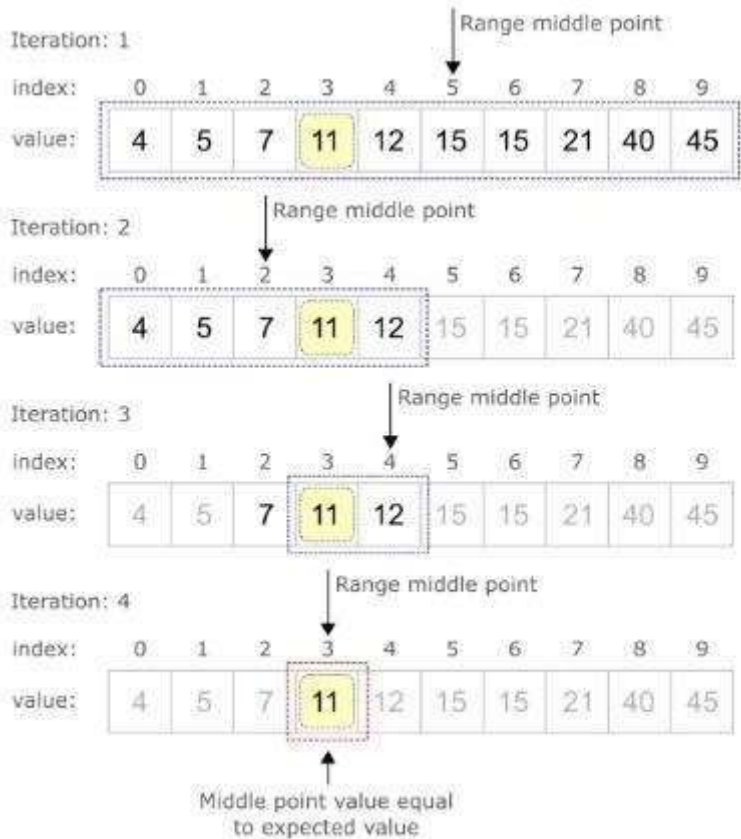 Range middle point
Iteration: 1
index: 0 1 2 3 4 5 6 7 8 9
value: 4 5 7 11 12 15 15 21 40 45
Range middle point
Iteration: 2
index: 0 1 2 3 4 5 6 7 8 9
value: 4 5 7 11 12 15 15 21 40 45
Range middle point
Iteration: 3
index: 0 1 2 3 4 5 6 7 8 9
value: 4 5 7 11 12 15 15 21 40 45
Range middle point
Iteration: 4
index: 0 1 2 3 4 5 6 7 8 9
value: 4 5 7 11 12 15 15 21 40 45
Middle point value equal
to expected value